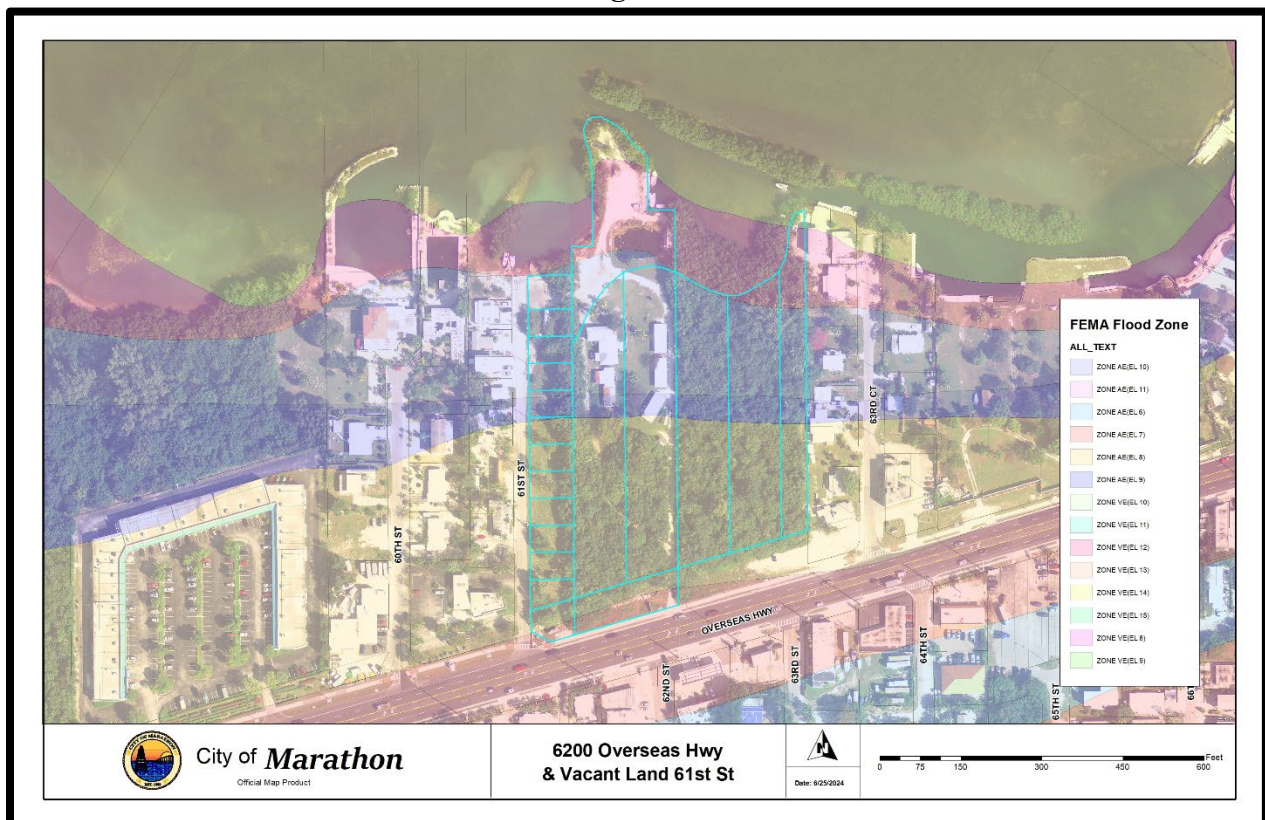 61ST ST
60TH ST
63RD CT
OVERSEAS HWY
62ND ST
63RD ST
64TH ST
65TH ST
FEMA Flood Zone
ALL_TEXT
ZONE AE(EL 10)
ZONE AE(EL 11)
ZONE AE(EL 6)
ZONE AE(EL 7)
ZONE AE(EL 8)
ZONE AE(EL 9)
ZONE VE(EL 10)
ZONE VE(EL 11)
ZONE VE(EL 12)
ZONE VE(EL 13)
ZONE VE(EL 14)
ZONE VE(EL 15)
ZONE VE(EL 8)
ZONE VE(EL 9)
CITY OF MARATHON
City of Marathon
Official Map Product
6200 Overseas Hwy
& Vacant Land 61st St
N
Date: 6/25/2024
0 75 150 300 450 600 Feet